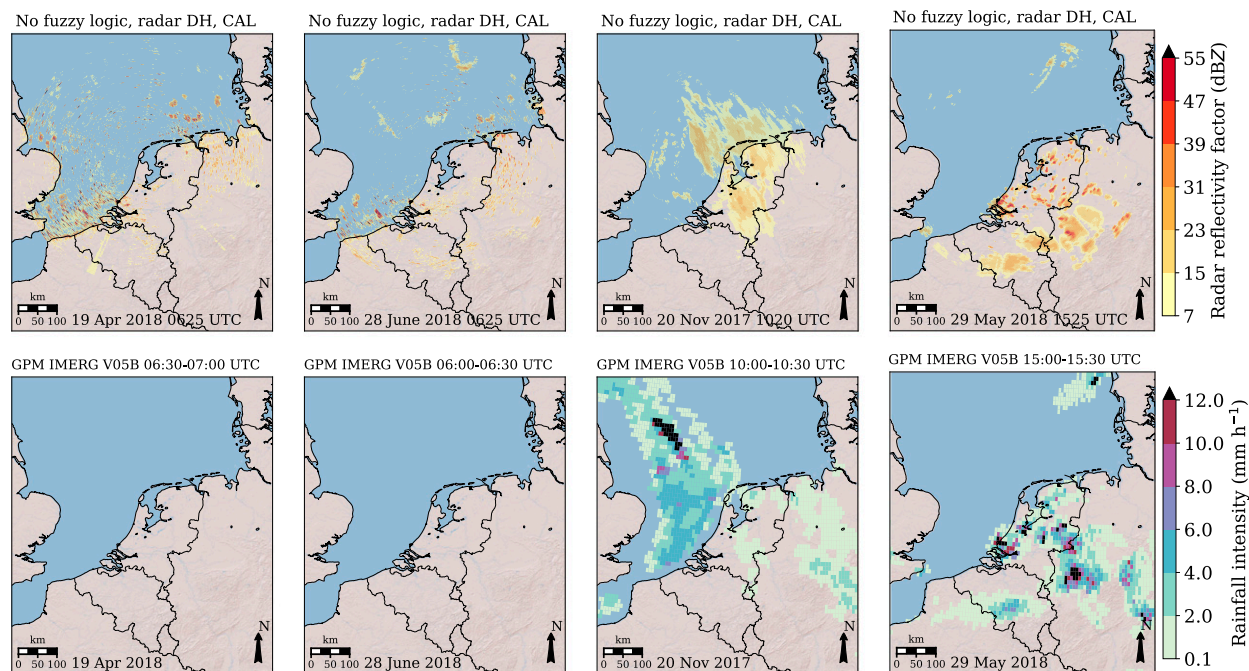 No fuzzy logic, radar DH, CAL
No fuzzy logic, radar DH, CAL
No fuzzy logic, radar DH, CAL
No fuzzy logic, radar DH, CAL
N
km
0 50 100
19 Apr 2018 0625 UTC
N
km
0 50 100
28 June 2018 0625 UTC
N
km
0 50 100
20 Nov 2017 1020 UTC
N
km
0 50 100
29 May 2018 1525 UTC
55
47
39
31
23
15
7
Radar reflectivity factor (dBZ)
GPM IMERG V05B 06:30-07:00 UTC
GPM IMERG V05B 06:00-06:30 UTC
GPM IMERG V05B 10:00-10:30 UTC
GPM IMERG V05B 15:00-15:30 UTC
N
km
0 50 100
19 Apr 2018
N
km
0 50 100
28 June 2018
N
km
0 50 100
20 Nov 2017
N
km
0 50 100
29 May 2018
12.0
10.0
8.0
6.0
4.0
2.0
0.1
Rainfall intensity (mm h⁻¹)